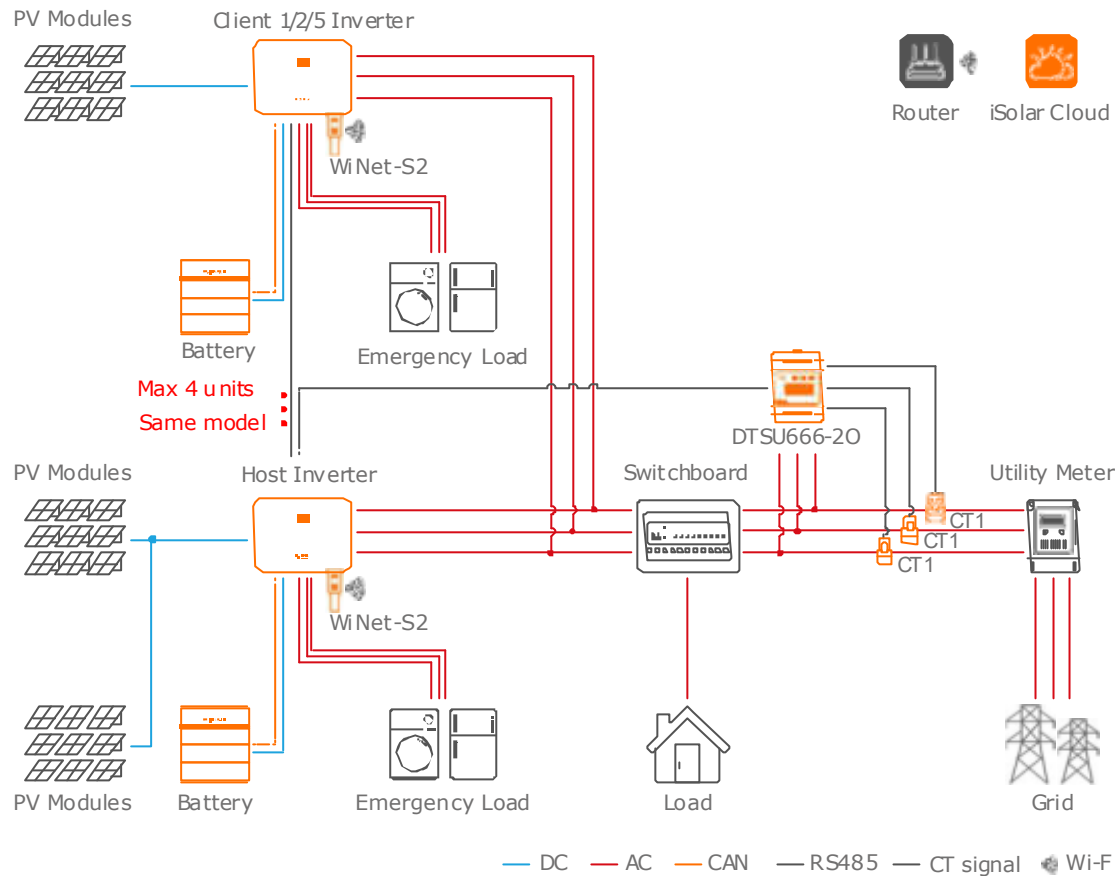 PV Modules
Client 1/2/5 Inverter
Router
iSolar Cloud
WiNet-S2
Battery
Emergency Load
Max 4 units
Same model
DTSU666-20
PV Modules
Host Inverter
Switchboard
Utility Meter
CT1
CT1
CT1
WiNet-S2
PV Modules
Battery
Emergency Load
Load
Grid
DC
AC
CAN
RS485
CT signal
Wi-F